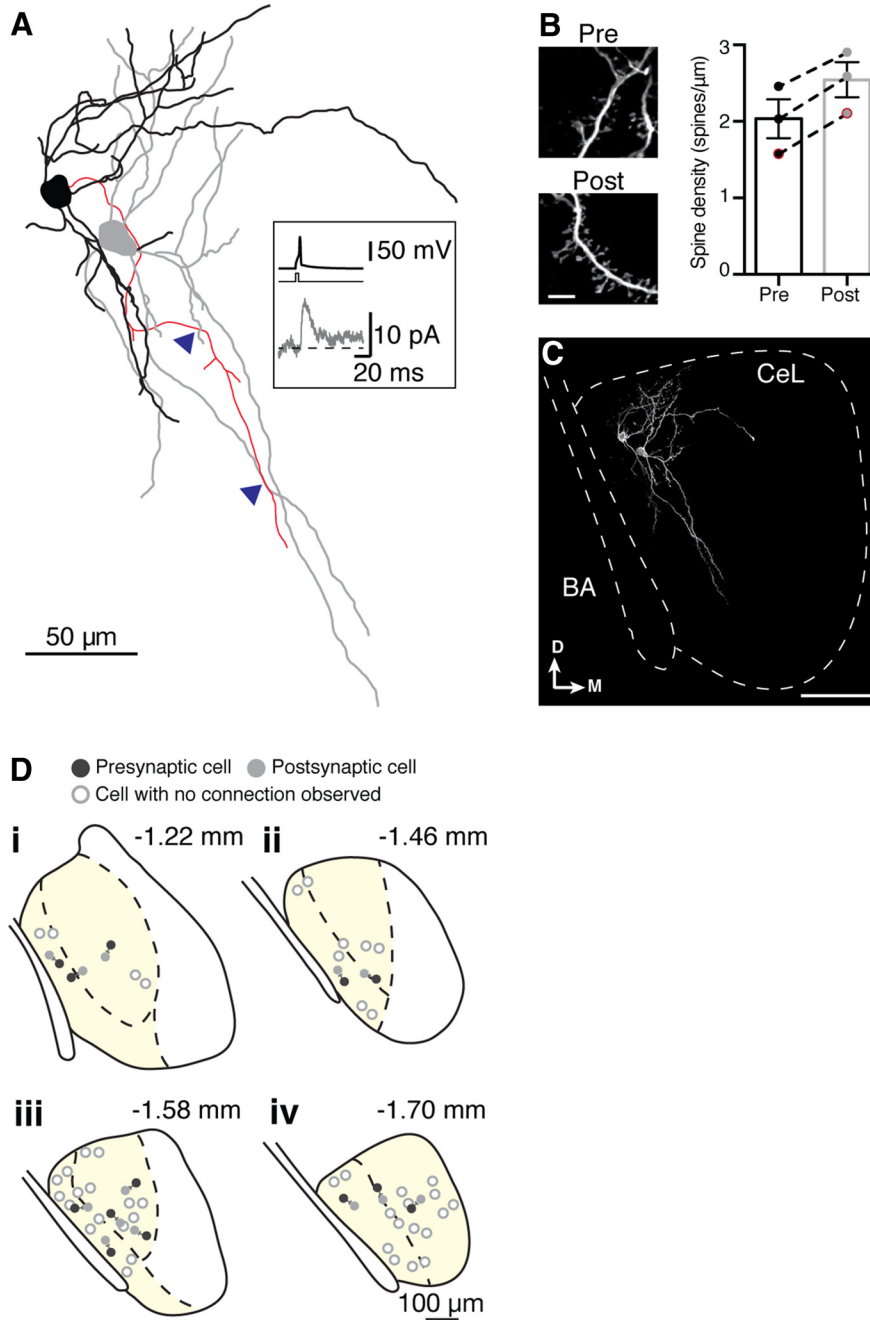 A
50 mV
10 pA
20 ms
50 µm
B
Pre
Post
Spine density (spines/µm)
3
2
1
0
Pre
Post
C
CeL
BA
D
M
D
Presynaptic cell
Postsynaptic cell
Cell with no connection observed
i
-1.22 mm
ii
-1.46 mm
iii
-1.58 mm
iv
-1.70 mm
100 µm